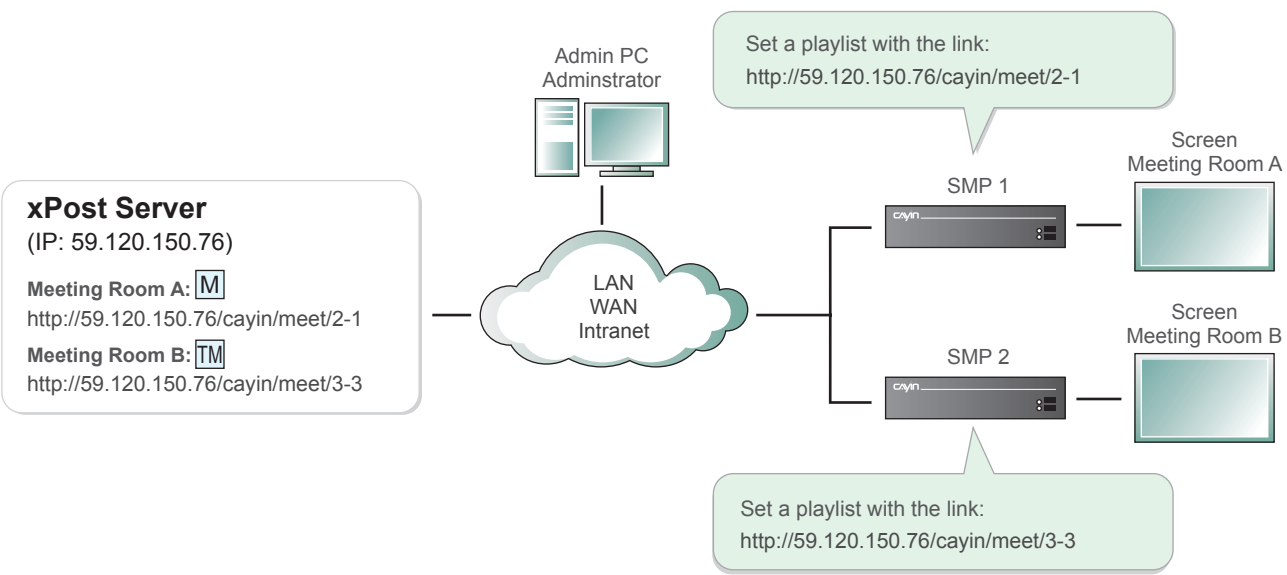 Admin PC
Adminstrator
Set a playlist with the link:
http://59.120.150.76/cayin/meet/2-1
xPost Server
(IP: 59.120.150.76)
Meeting Room A: M
http://59.120.150.76/cayin/meet/2-1
Meeting Room B: TM
http://59.120.150.76/cayin/meet/3-3
LAN
WAN
Intranet
SMP 1
CAYIN
Screen
Meeting Room A
SMP 2
CAYIN
Screen
Meeting Room B
Set a playlist with the link:
http://59.120.150.76/cayin/meet/3-3